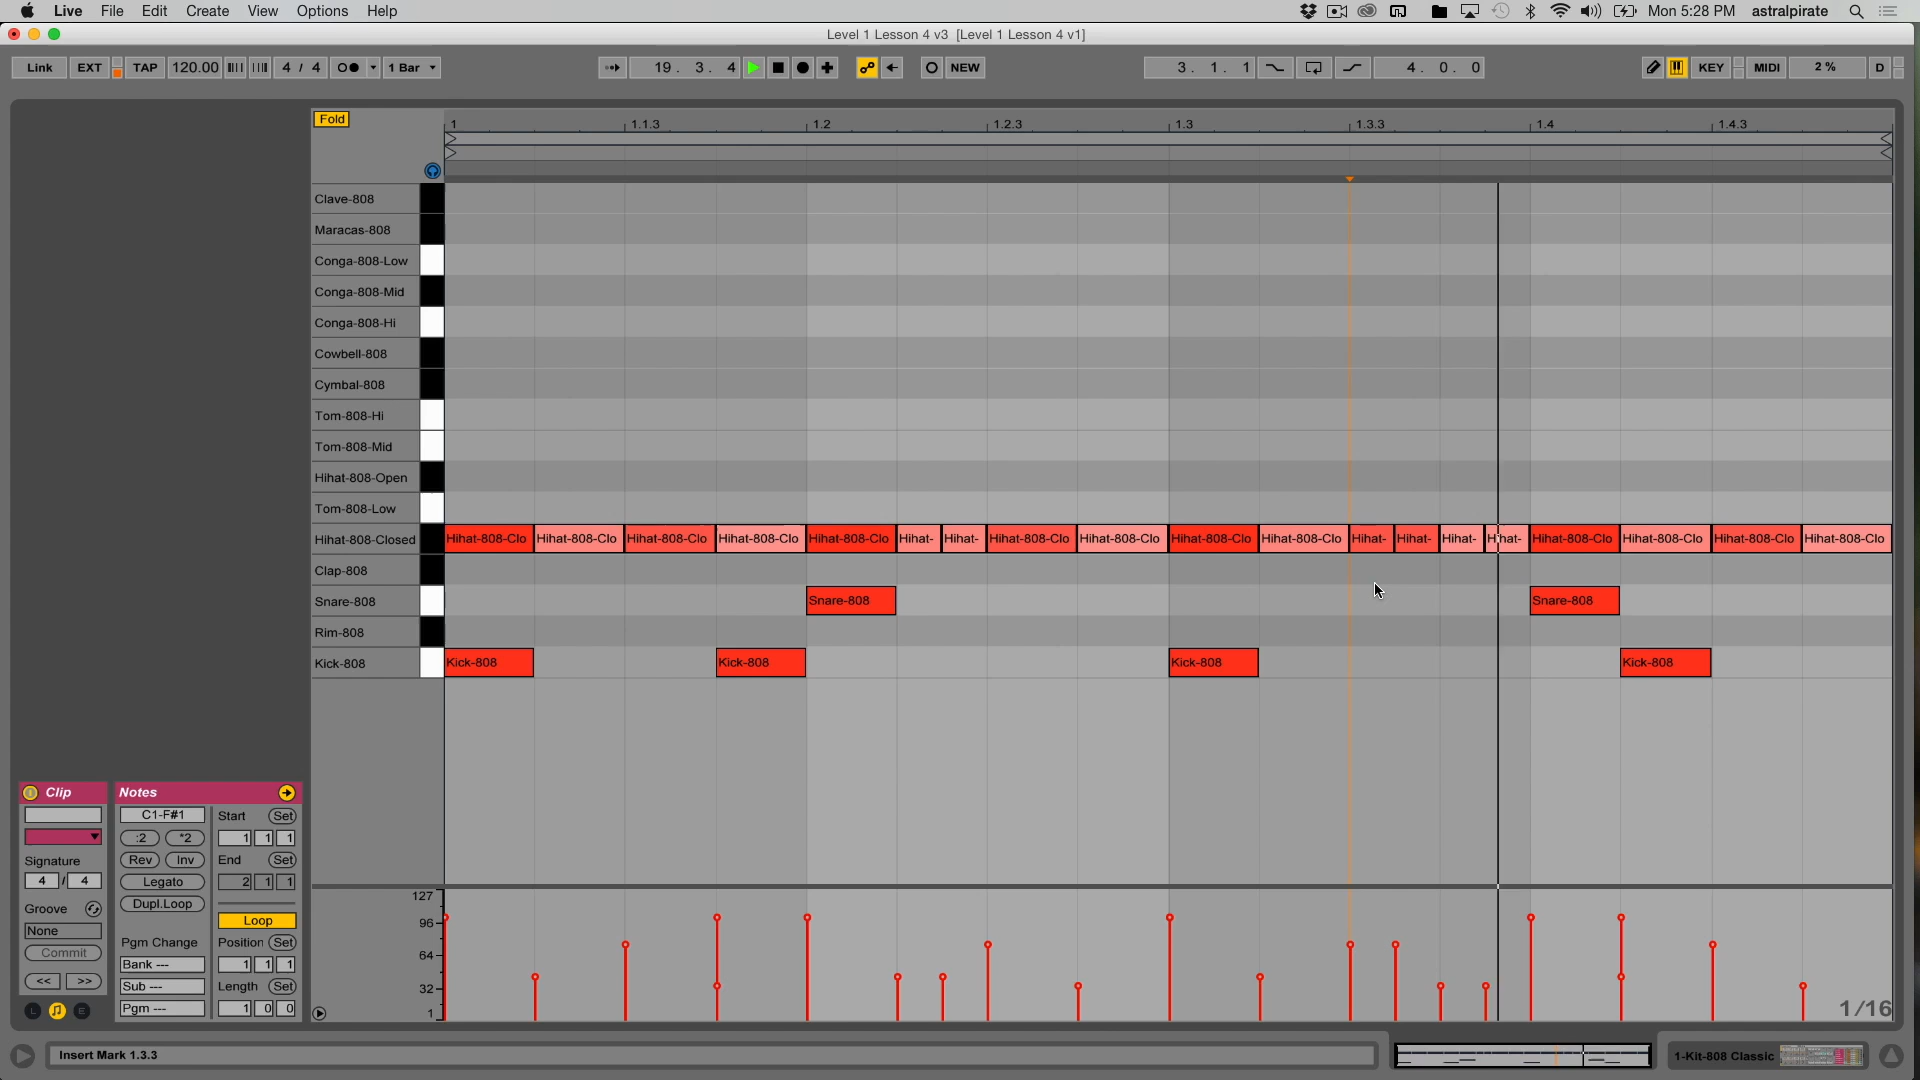 Live File Edit Create View Options Help Mon 5:28 PM astralpirate
Level 1 Lesson 4 v3 [Level 1 Lesson 4 v1]
Link EXT TAP 120.00 4 / 4 1 Bar 19. 3. 4 NEW 3. 1. 1 4. 0. 0 KEY MIDI 2 % D
Fold
1 1.1.3 1.2 1.2.3 1.3 1.3.3 1.4 1.4.3
Clave-808
Maracas-808
Conga-808-Low
Conga-808-Mid
Conga-808-Hi
Cowbell-808
Cymbal-808
Tom-808-Hi
Tom-808-Mid
Hihat-808-Open
Tom-808-Low
Hihat-808-Closed Hihat-808-Clo Hihat-808-Clo Hihat-808-Clo Hihat-808-Clo Hihat-808-Clo Hihat- Hihat- Hihat-808-Clo Hihat-808-Clo Hihat-808-Clo Hihat-808-Clo Hihat- Hihat- Hihat- Hihat- Hihat-808-Clo Hihat-808-Clo Hihat-808-Clo Hihat-808-Clo
Clap-808
Snare-808 Snare-808 Snare-808
Rim-808
Kick-808 Kick-808 Kick-808 Kick-808 Kick-808
Clip Notes
C1-F#1 Start Set
:2 *2 1 1 1
Signature Rev Inv End Set
4 / 4 Legato 2 1 1
Groove Dupl.Loop
None Loop
Commit Pgm Change Position Set
Bank --- 1 1 1
<< >> Sub --- Length Set
L E Pgm --- 1 0 0
127
96
64
32
1
1/16
Insert Mark 1.3.3 1-Kit-808 Classic